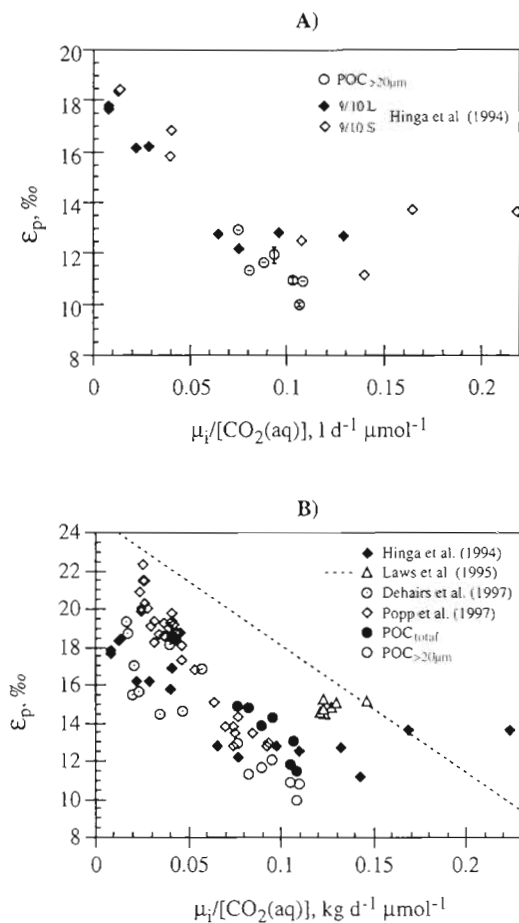 A)
POC>20μm
9/10 L
Hinga et al. (1994)
9/10 S
20
18
16
14
12
10
8
εp, ‰
0
0.05
0.1
0.15
0.2
μi/[CO2(aq)], l d-1 μmol-1
B)
Hinga et al. (1994)
Laws et al (1995)
Dehairs et al. (1997)
Popp et al. (1997)
POCtotal
POC>20μm
24
22
20
18
16
14
12
10
8
εp, ‰
0
0.05
0.1
0.15
0.2
μi/[CO2(aq)], kg d-1 μmol-1